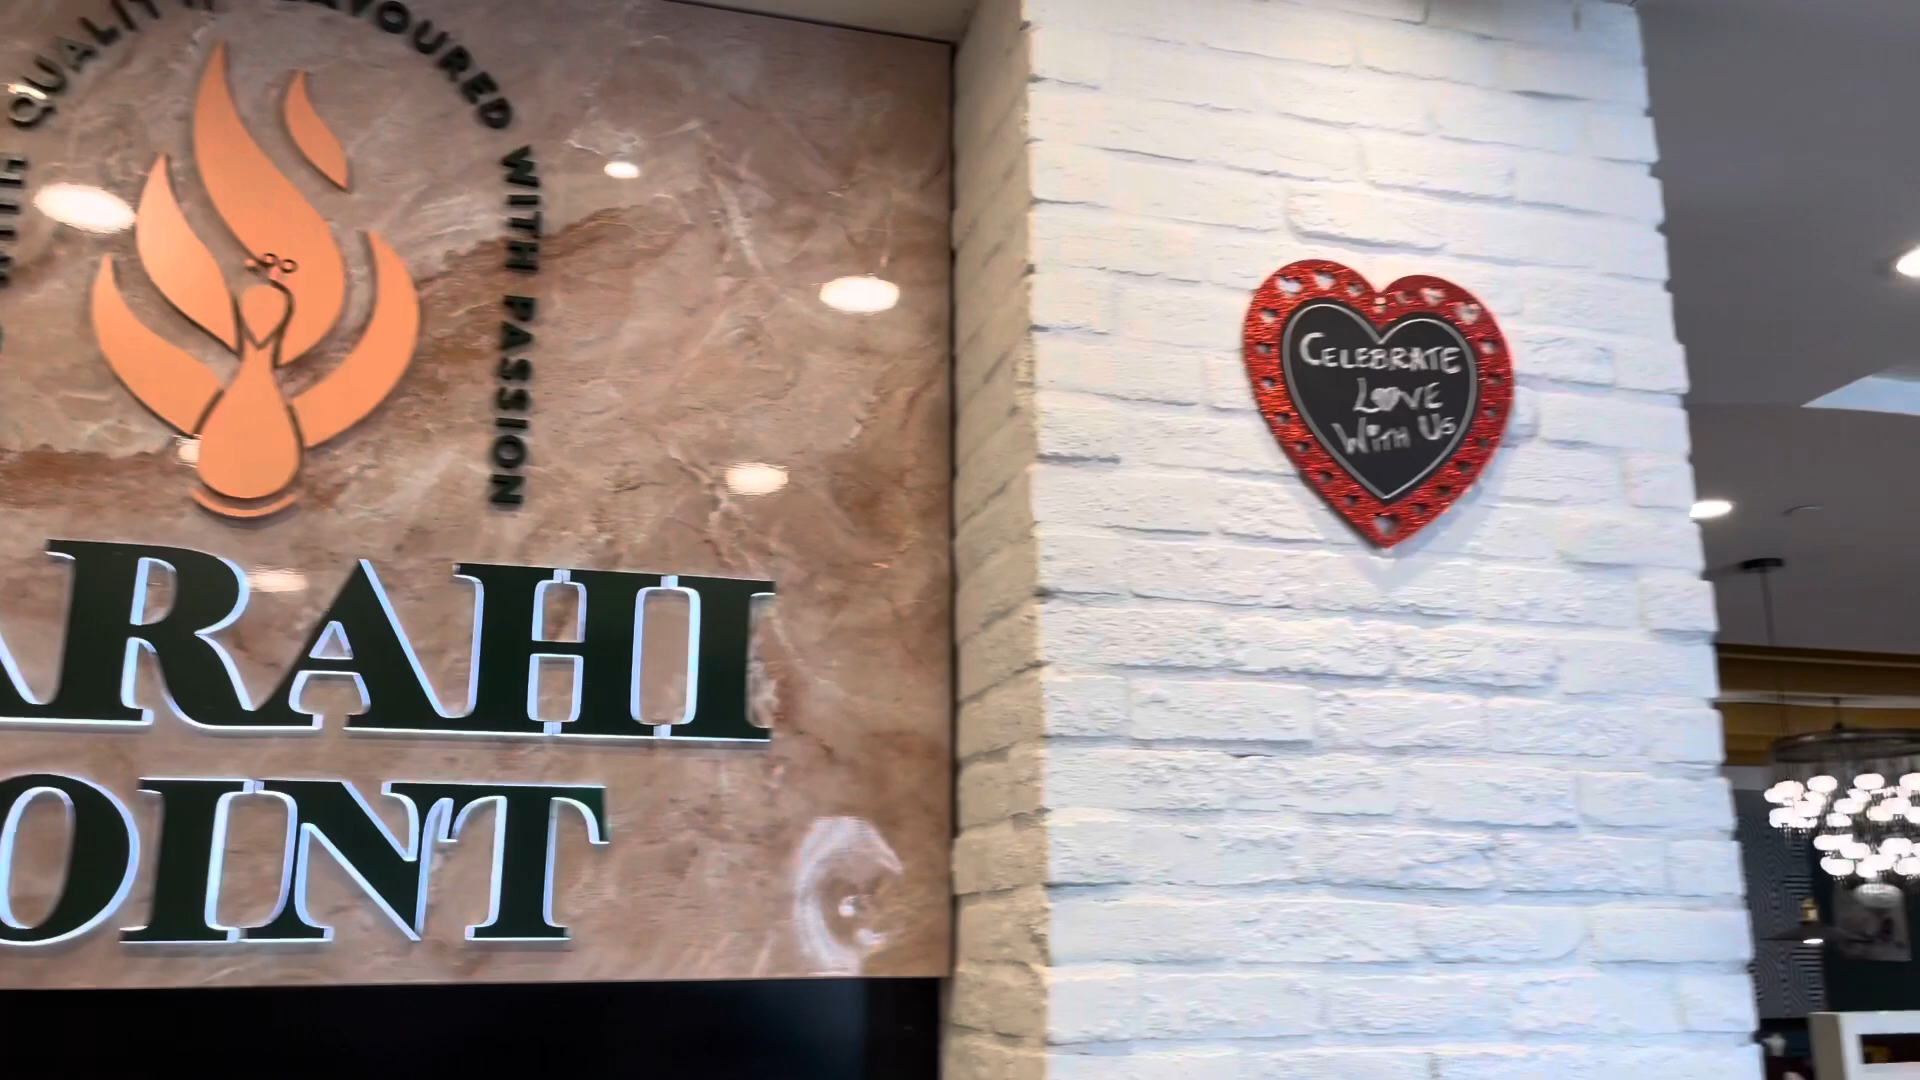 QUALITY FLAVOURED WITH PASSION
ARAHI
OINT
CELEBRATE
LOVE
WITH US